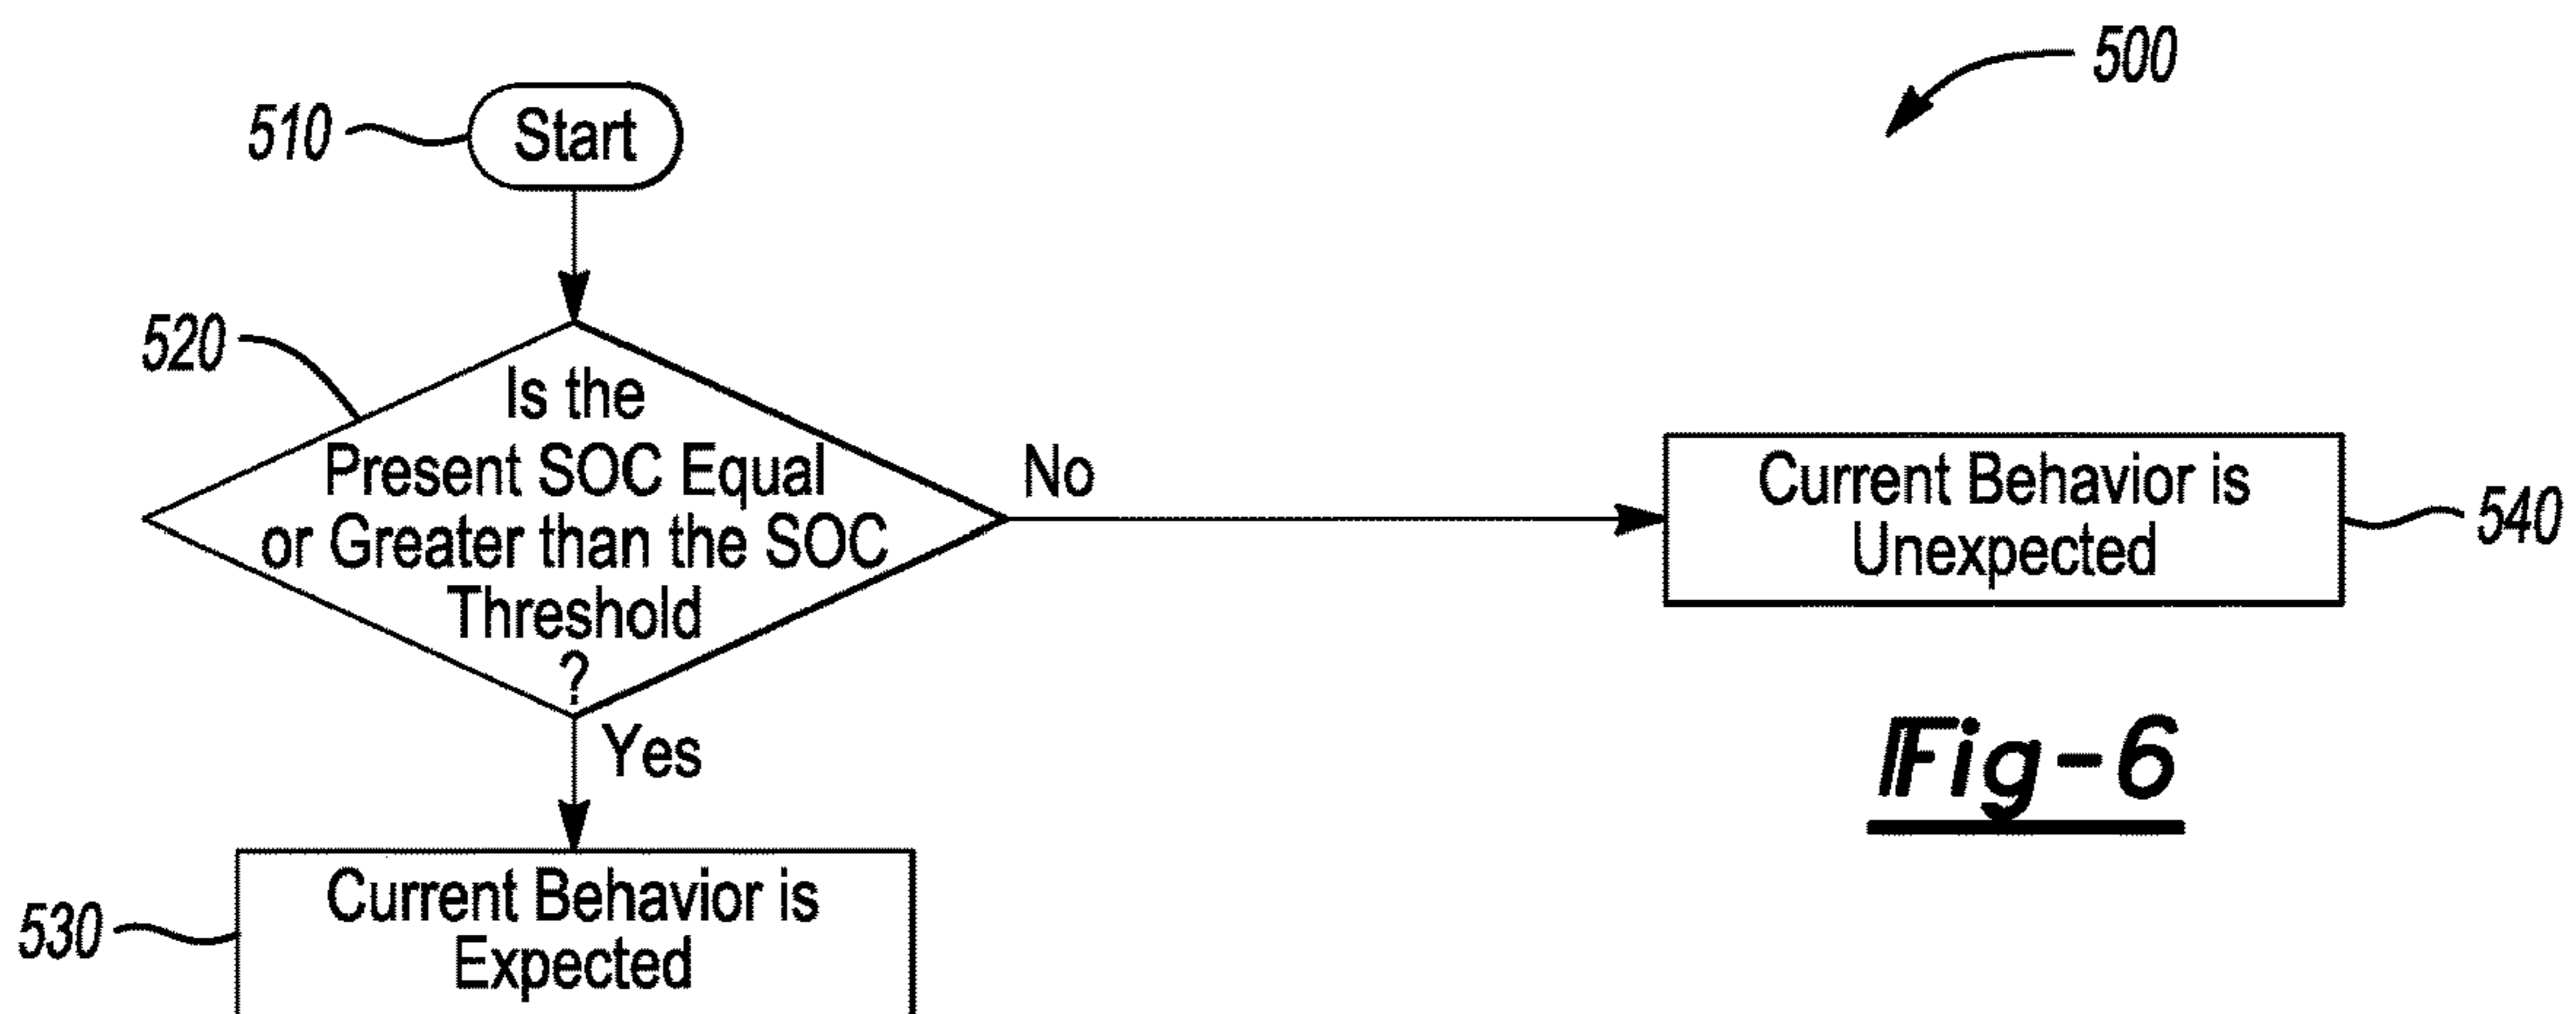 500
510
Start
520
Is the
Present SOC Equal
or Greater than the SOC
Threshold
?
No
Yes
Current Behavior is
Unexpected
540
Fig-6
530
Current Behavior is
Expected